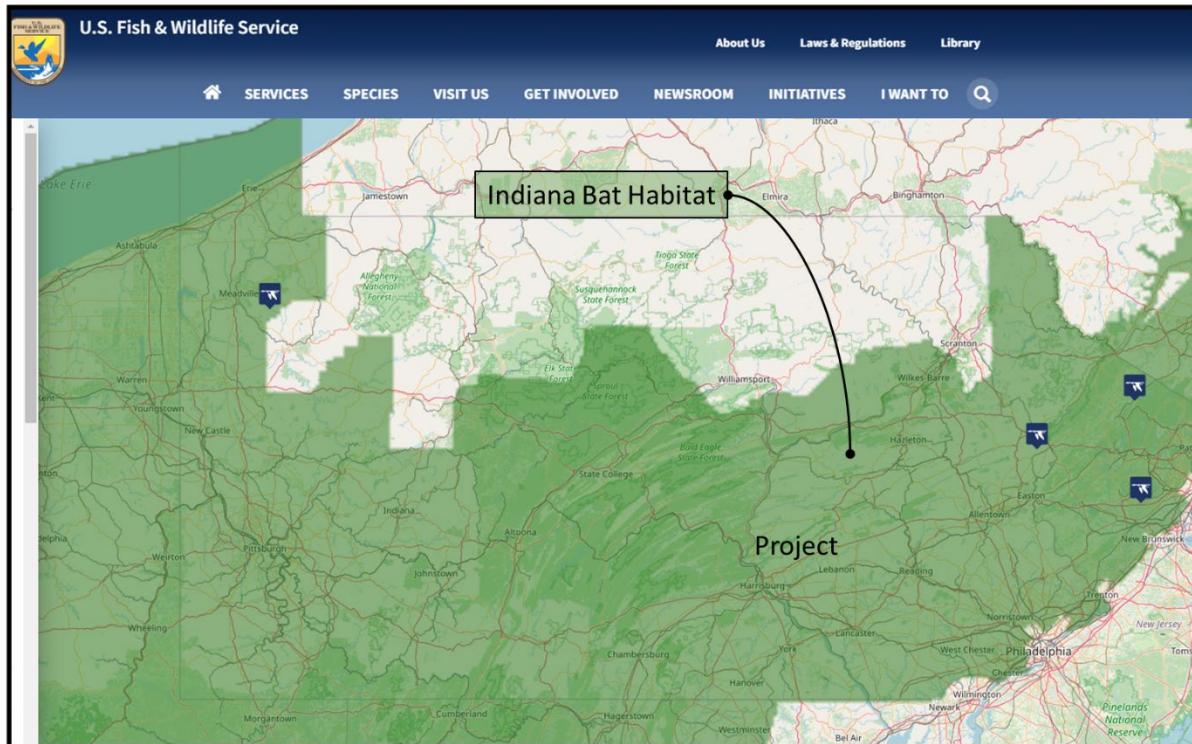 U.S.
FISH & WILDLIFE
SERVICE
U.S. Fish & Wildlife Service
About Us Laws & Regulations Library
SERVICES SPECIES VISIT US GET INVOLVED NEWSROOM INITIATIVES I WANT TO
Ithaca
Lake Erie
Erie
Jamestown
Indiana Bat Habitat
Elmira
Binghamton
Ashtabula
Tioga State
Forest
Allegheny
National
Forest
Meadville
Susquehannock
State Forest
Scranton
Warren
Elk State
Forest
Sproul
State Forest
Williamsport
Wilkes-Barre
Youngstown
New Castle
Bald Eagle
State Forest
Hazleton
State College
Easton
Indiana
Allentown
Altoona
Pittsburgh
Weirton
Project
New Brunswick
Johnstown
Lebanon
Reading
Harrisburg
Trenton
Norristown
New Jersey
Wheeling
Lancaster
Chambersburg
York
West Chester
Philadelphia
Toms
Chester
Hanover
Wilmington
Newark
Pinelands
National
Reserve
Morgantown
Cumberland
Hagerstown
Westminster
Bel Air